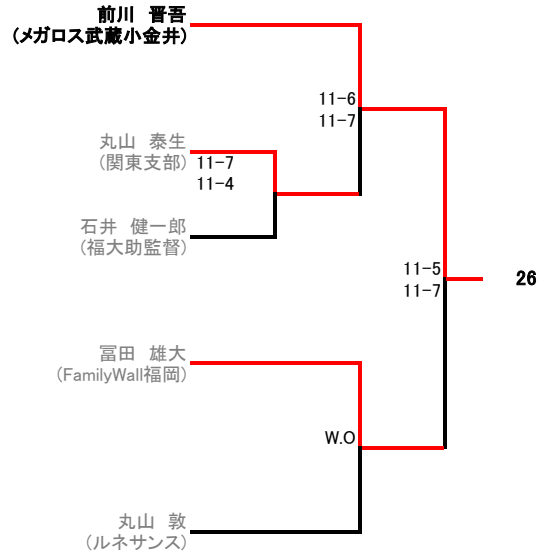 前川　晋吾
(メガロス武蔵小金井)
11-6
11-7
丸山　泰生
(関東支部)
11-7
11-4
石井　健一郎
(福大助監督)
11-5
11-7
26
冨田　雄大
(FamilyWall福岡)
W.O
丸山　敦
(ルネサンス)